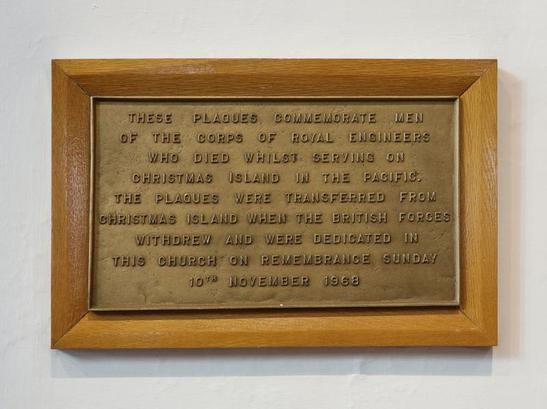 THESE PLAQUES COMMEMORATE MEN
OF THE CORPS OF ROYAL ENGINEERS
WHO DIED WHILST SERVING ON
CHRISTMAS ISLAND IN THE PACIFIC.
THE PLAQUES WERE TRANSFERRED FROM
CHRISTMAS ISLAND WHEN THE BRITISH FORCES
WITHDREW AND WERE DEDICATED IN
THIS CHURCH ON REMEMBRANCE SUNDAY
10TH NOVEMBER 1968